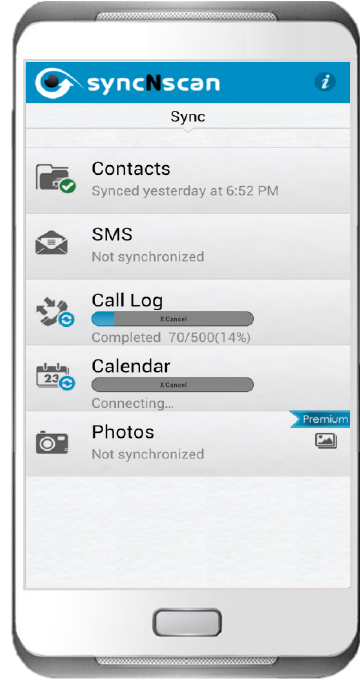 syncNscan
i
Sync
Contacts
Synced yesterday at 6:52 PM
SMS
Not synchronized
Call Log
X Cancel
Completed 70/500(14%)
Calendar
23
X Cancel
Connecting...
Premium
Photos
Not synchronized